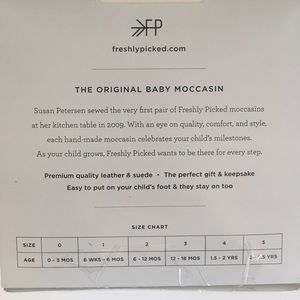 FP
freshlypicked.com
THE ORIGINAL BABY MOCCASIN
Susan Petersen sewed the very first pair of Freshly Picked moccasins
at her kitchen table in 2009. With an eye on quality, comfort, and style,
each hand-made moccasin celebrates your child's milestones.
As your child grows, Freshly Picked wants to be there for every step.
Premium quality leather & suede • The perfect gift & keepsake
Easy to put on your child's foot & they stay on too
SIZE CHART
SIZE 0 1 2 3 4 5
AGE 0 - 3 MOS 6 WKS - 6 MOS 6 - 12 MOS 12 - 18 MOS 1.5 - 2 YRS YRS